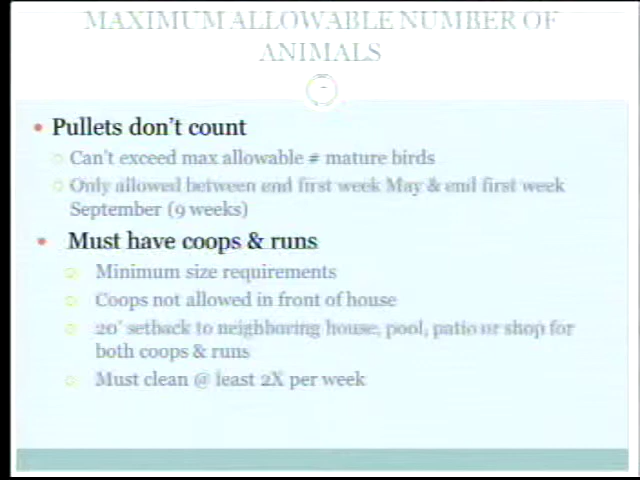 MAXIMUM ALLOWABLE NUMBER OF
ANIMALS
Pullets don't count
Can't exceed max allowable # mature birds
Only allowed between end first week May & end first week
September (9 weeks)
Must have coops & runs
Minimum size requirements
Coops not allowed in front of house
20' setback to neighboring house, pool, patio or shop for
both coops & runs
Must clean @ least 2X per week